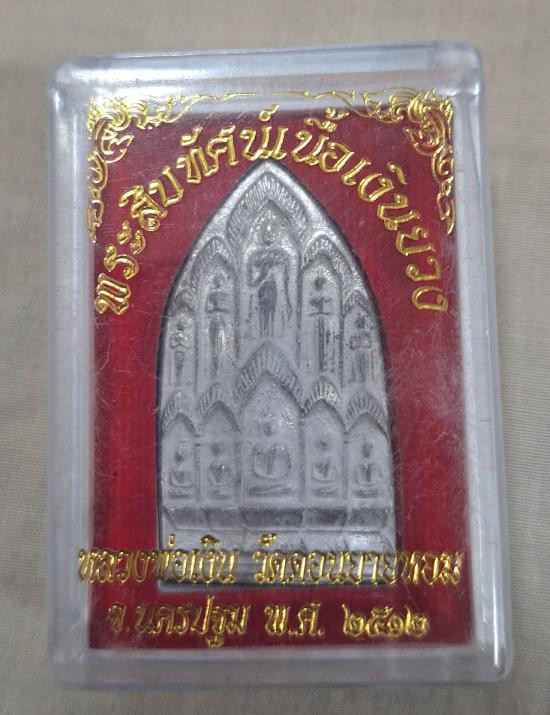 พระสิบทัศน์เนื้อเงินยวง
หลวงพ่อเงิน วัดดอนยายหอม
จ.นครปฐม พ.ศ. ๒๕๑๒